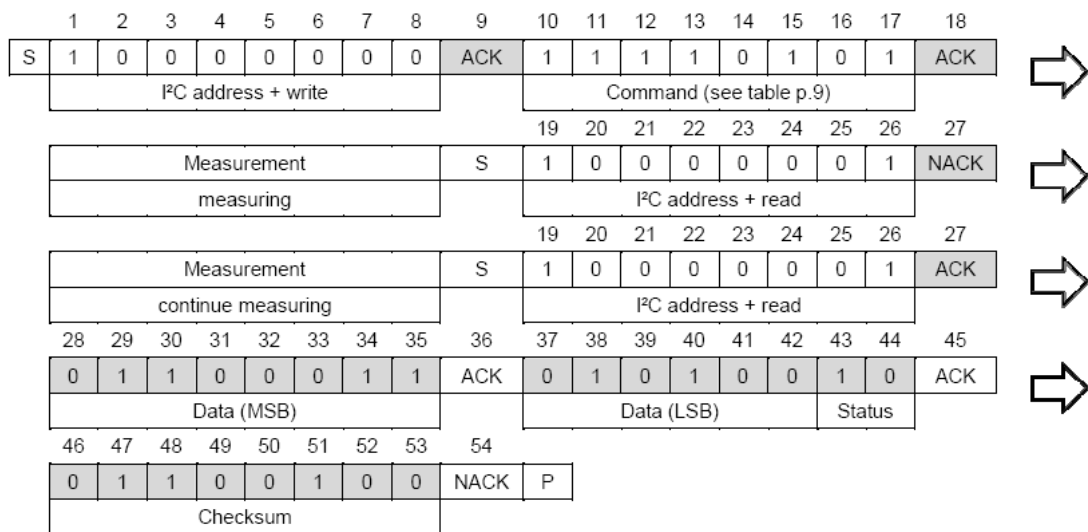 1 2 3 4 5 6 7 8 9 10 11 12 13 14 15 16 17 18
S 1 0 0 0 0 0 0 0 ACK 1 1 1 1 0 1 0 1 ACK
I²C address + write Command (see table p.9)
19 20 21 22 23 24 25 26 27
Measurement S 1 0 0 0 0 0 0 1 NACK
measuring I²C address + read
19 20 21 22 23 24 25 26 27
Measurement S 1 0 0 0 0 0 0 1 ACK
continue measuring I²C address + read
28 29 30 31 32 33 34 35 36 37 38 39 40 41 42 43 44 45
0 1 1 0 0 0 1 1 ACK 0 1 0 1 0 0 1 0 ACK
Data (MSB) Data (LSB) Status
46 47 48 49 50 51 52 53 54
0 1 1 0 0 1 0 0 NACK P
Checksum